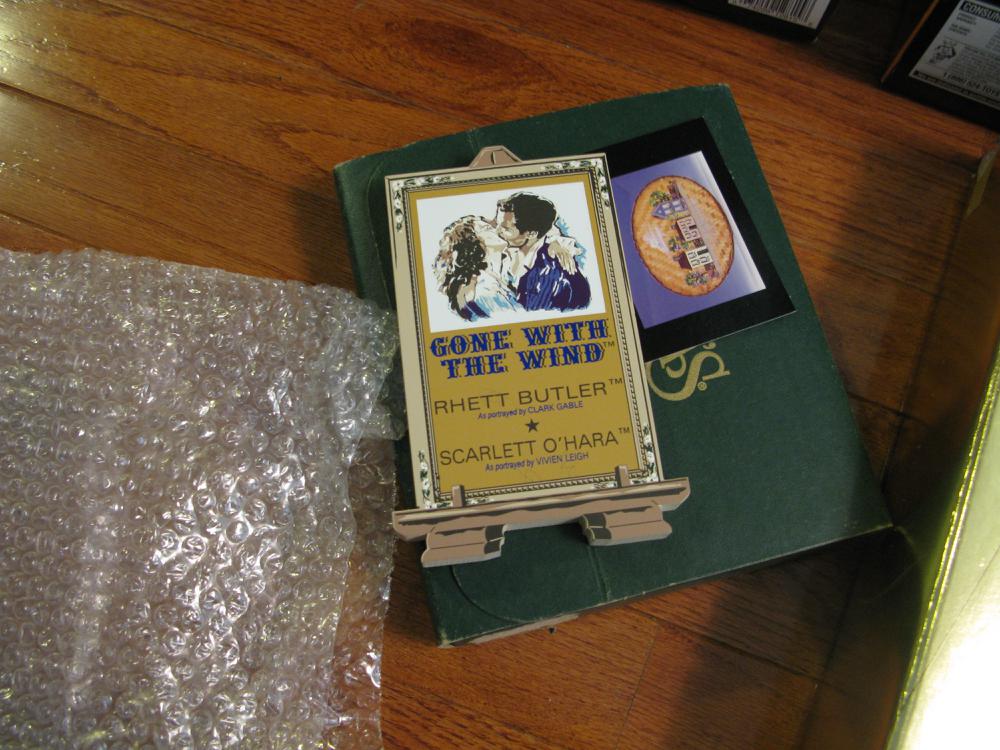 GONE WITH
THE WIND™
RHETT BUTLER™
As portrayed by CLARK GABLE
★
SCARLETT O'HARA™
As portrayed by VIVIEN LEIGH